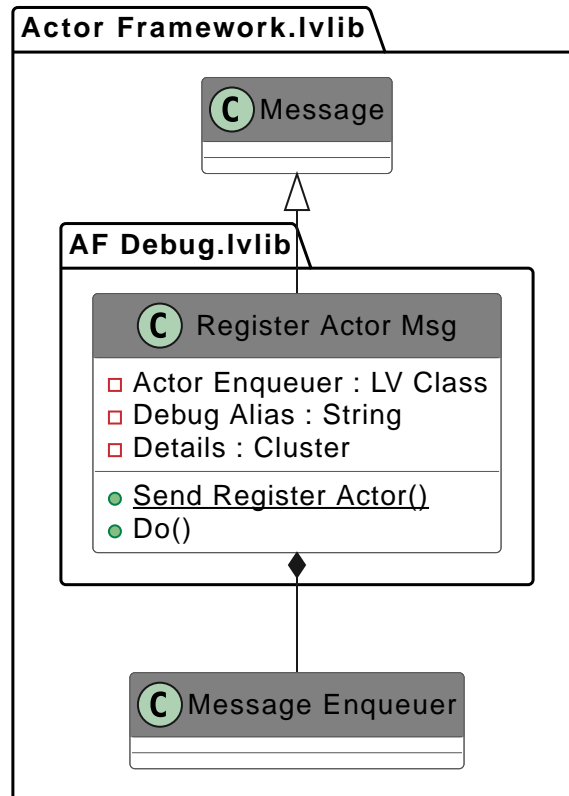 Actor Framework.lvlib
C Message
AF Debug.lvlib
C Register Actor Msg
Actor Enqueuer : LV Class
Debug Alias : String
Details : Cluster
Send Register Actor()
Do()
C Message Enqueuer